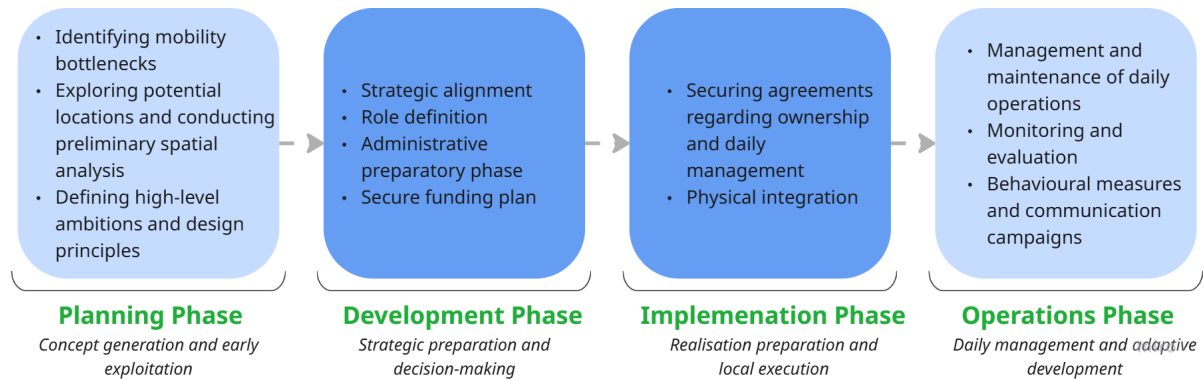 • Identifying mobility
bottlenecks
• Exploring potential
locations and conducting
preliminary spatial
analysis
• Defining high-level
ambitions and design
principles
Planning Phase
Concept generation and early
exploitation
• Strategic alignment
• Role definition
• Administrative
preparatory phase
• Secure funding plan
Development Phase
Strategic preparation and
decision-making
• Securing agreements
regarding ownership
and daily
management
• Physical integration
Implemenation Phase
Realisation preparation and
local execution
• Management and
maintenance of daily
operations
• Monitoring and
evaluation
• Behavioural measures
and communication
campaigns
Operations Phase
Daily management and adaptive
development
miro